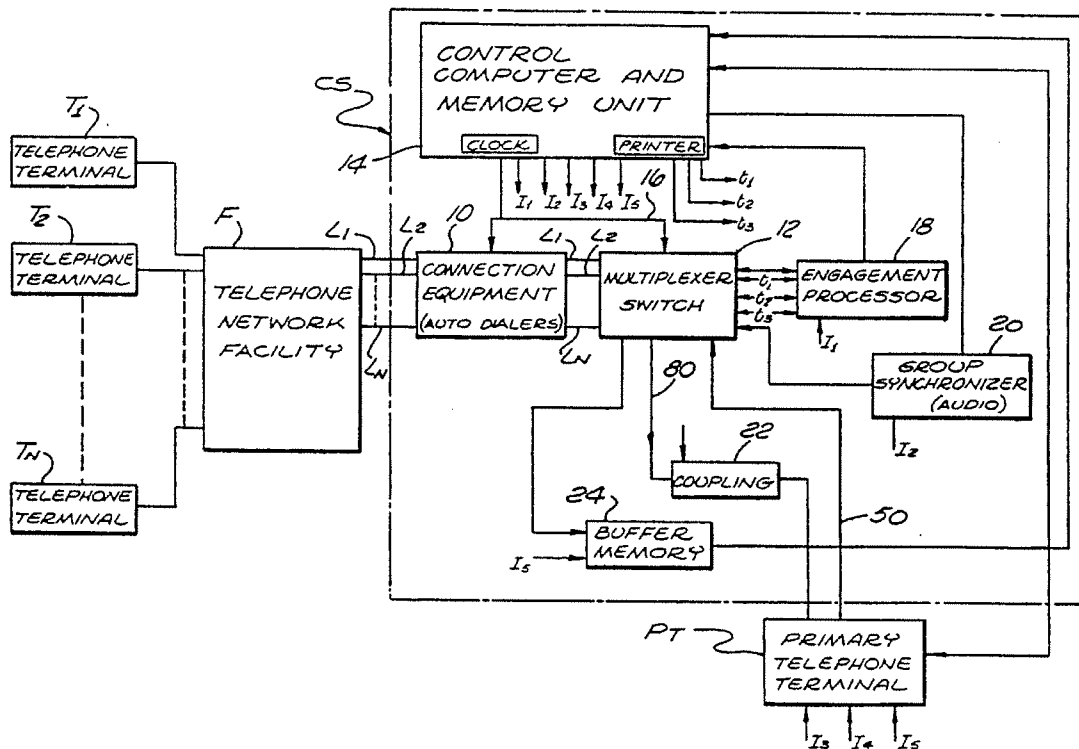 CONTROL
COMPUTER AND
MEMORY UNIT
CLOCK
PRINTER
CS
14
16
I1
I2
I3
I4
I5
t1
t2
t3
T1
TELEPHONE
TERMINAL
T2
TELEPHONE
TERMINAL
TN
TELEPHONE
TERMINAL
F
TELEPHONE
NETWORK
FACILITY
L1
L2
LN
10
CONNECTION
EQUIPMENT
(AUTO DIALERS)
L1
L2
LN
12
MULTIPLEXER
SWITCH
t1
t2
t3
18
ENGAGEMENT
PROCESSOR
I1
20
GROUP
SYNCHRONIZER
(AUDIO)
I2
80
22
COUPLING
24
BUFFER
MEMORY
I5
50
PT
PRIMARY
TELEPHONE
TERMINAL
I3
I4
I5